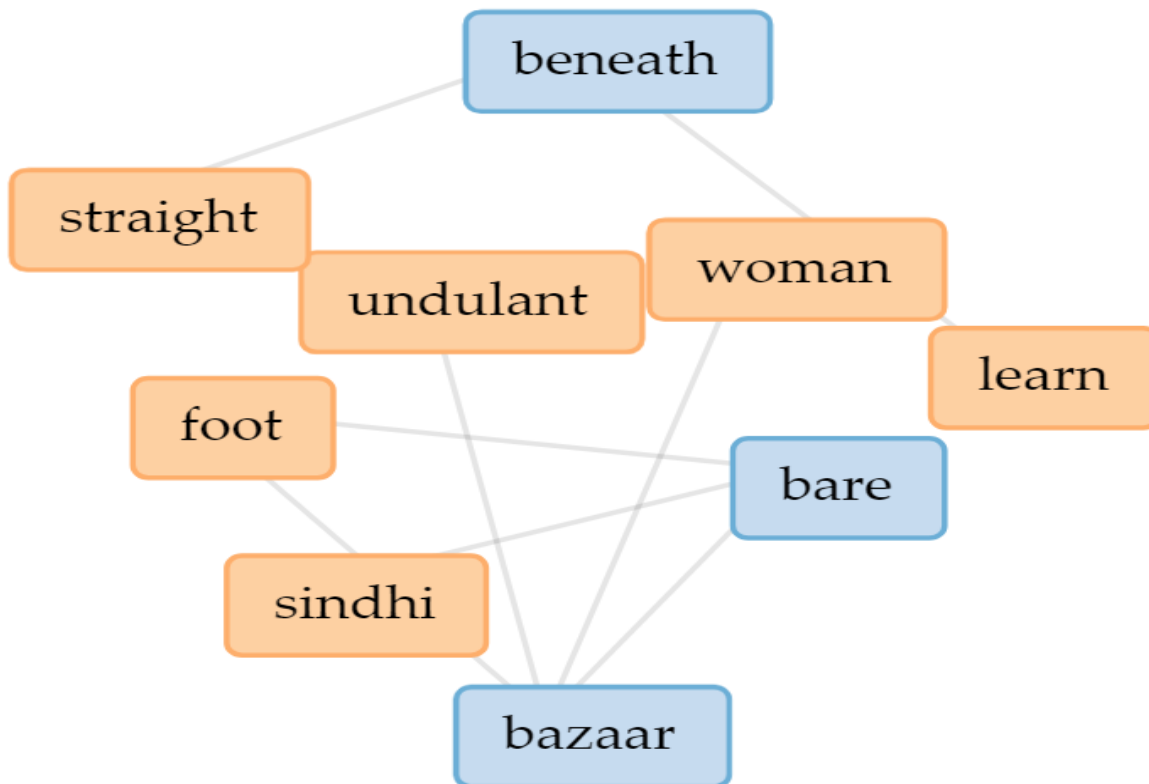 beneath
straight
woman
undulant
learn
foot
bare
sindhi
bazaar